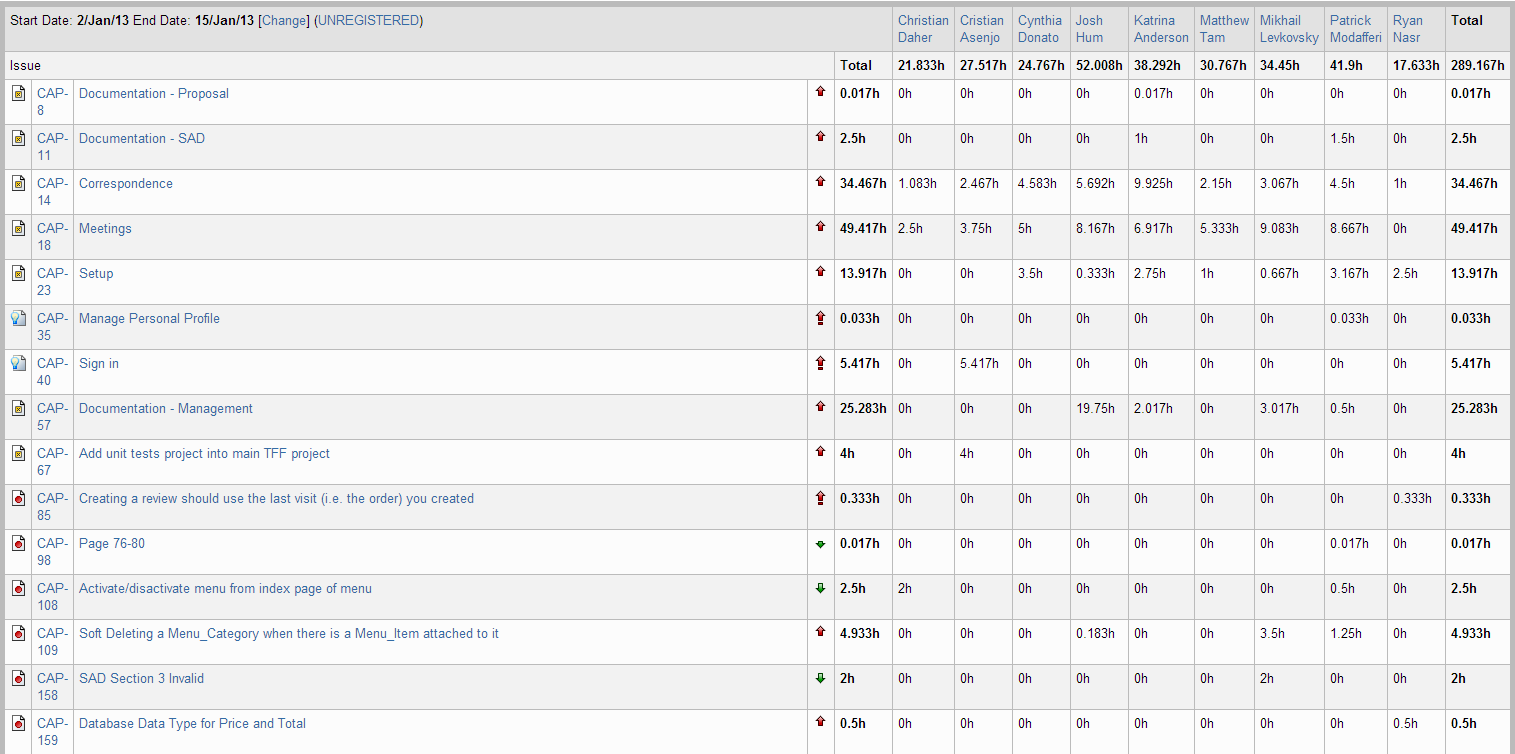 Start Date: 2/Jan/13 End Date: 15/Jan/13 [Change] (UNREGISTERED) Christian Daher Cristian Asenjo Cynthia Donato Josh Hum Katrina Anderson Matthew Tam Mikhail Levkovsky Patrick Modafferi Ryan Nasr Total
Issue Total 21.833h 27.517h 24.767h 52.008h 38.292h 30.767h 34.45h 41.9h 17.633h 289.167h
CAP-8 Documentation - Proposal 0.017h 0h 0h 0h 0h 0.017h 0h 0h 0h 0h 0.017h
CAP-11 Documentation - SAD 2.5h 0h 0h 0h 0h 1h 0h 0h 1.5h 0h 2.5h
CAP-14 Correspondence 34.467h 1.083h 2.467h 4.583h 5.692h 9.925h 2.15h 3.067h 4.5h 1h 34.467h
CAP-18 Meetings 49.417h 2.5h 3.75h 5h 8.167h 6.917h 5.333h 9.083h 8.667h 0h 49.417h
CAP-23 Setup 13.917h 0h 0h 3.5h 0.333h 2.75h 1h 0.667h 3.167h 2.5h 13.917h
CAP-35 Manage Personal Profile 0.033h 0h 0h 0h 0h 0h 0h 0h 0.033h 0h 0.033h
CAP-40 Sign in 5.417h 0h 5.417h 0h 0h 0h 0h 0h 0h 0h 5.417h
CAP-57 Documentation - Management 25.283h 0h 0h 0h 19.75h 2.017h 0h 3.017h 0.5h 0h 25.283h
CAP-67 Add unit tests project into main TFF project 4h 0h 4h 0h 0h 0h 0h 0h 0h 0h 4h
CAP-85 Creating a review should use the last visit (i.e. the order) you created 0.333h 0h 0h 0h 0h 0h 0h 0h 0h 0.333h 0.333h
CAP-98 Page 76-80 0.017h 0h 0h 0h 0h 0h 0h 0h 0.017h 0h 0.017h
CAP-108 Activate/disactivate menu from index page of menu 2.5h 2h 0h 0h 0h 0h 0h 0h 0.5h 0h 2.5h
CAP-109 Soft Deleting a Menu_Category when there is a Menu_Item attached to it 4.933h 0h 0h 0h 0.183h 0h 0h 3.5h 1.25h 0h 4.933h
CAP-158 SAD Section 3 Invalid 2h 0h 0h 0h 0h 0h 0h 2h 0h 0h 2h
CAP-159 Database Data Type for Price and Total 0.5h 0h 0h 0h 0h 0h 0h 0h 0h 0.5h 0.5h